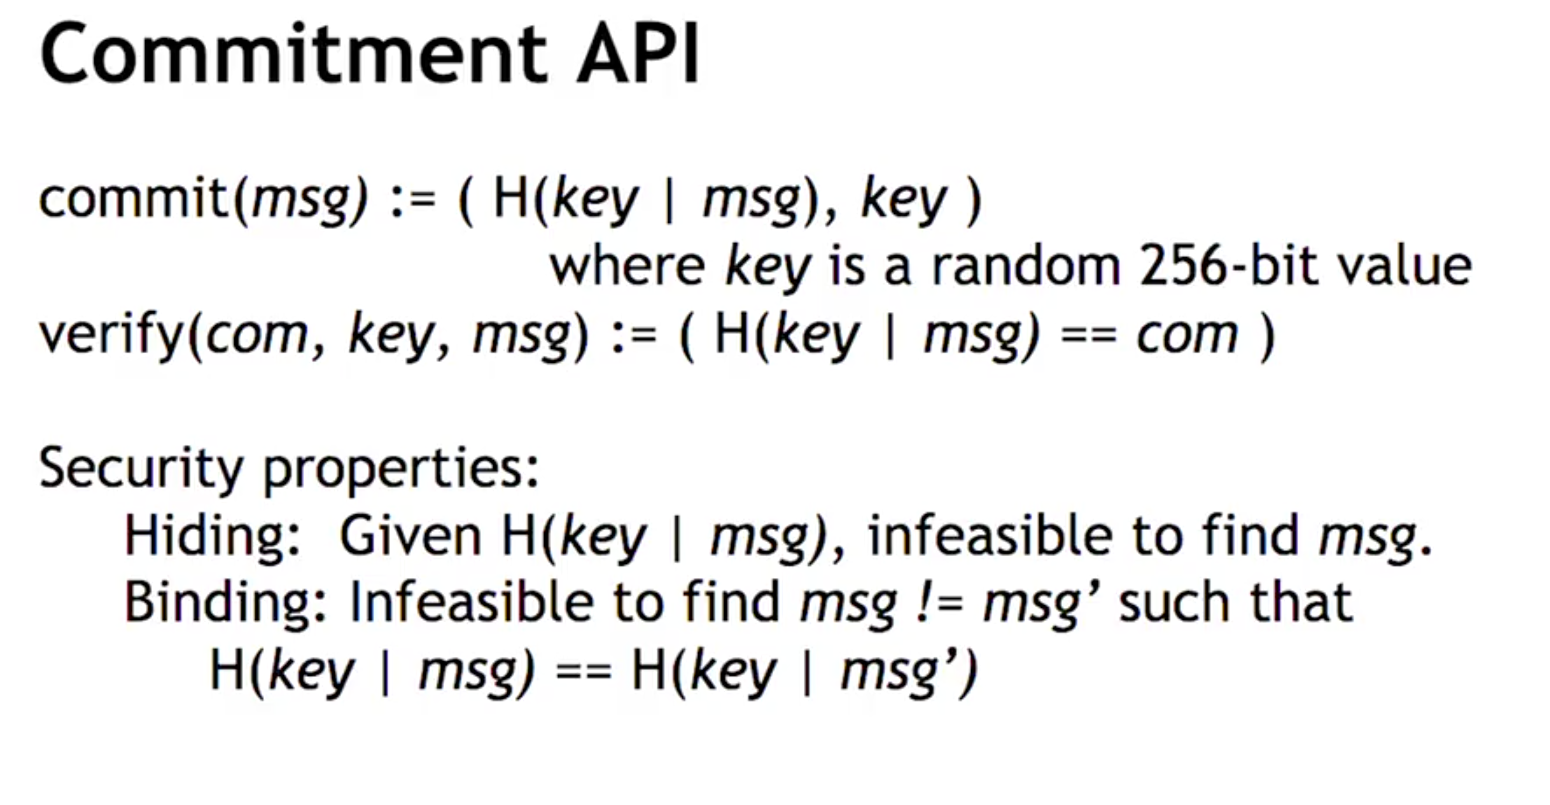 Commitment API
commit(msg) := ( H(key | msg), key )
where key is a random 256-bit value
verify(com, key, msg) := ( H(key | msg) == com )
Security properties:
Hiding: Given H(key | msg), infeasible to find msg.
Binding: Infeasible to find msg != msg’ such that
H(key | msg) == H(key | msg’)